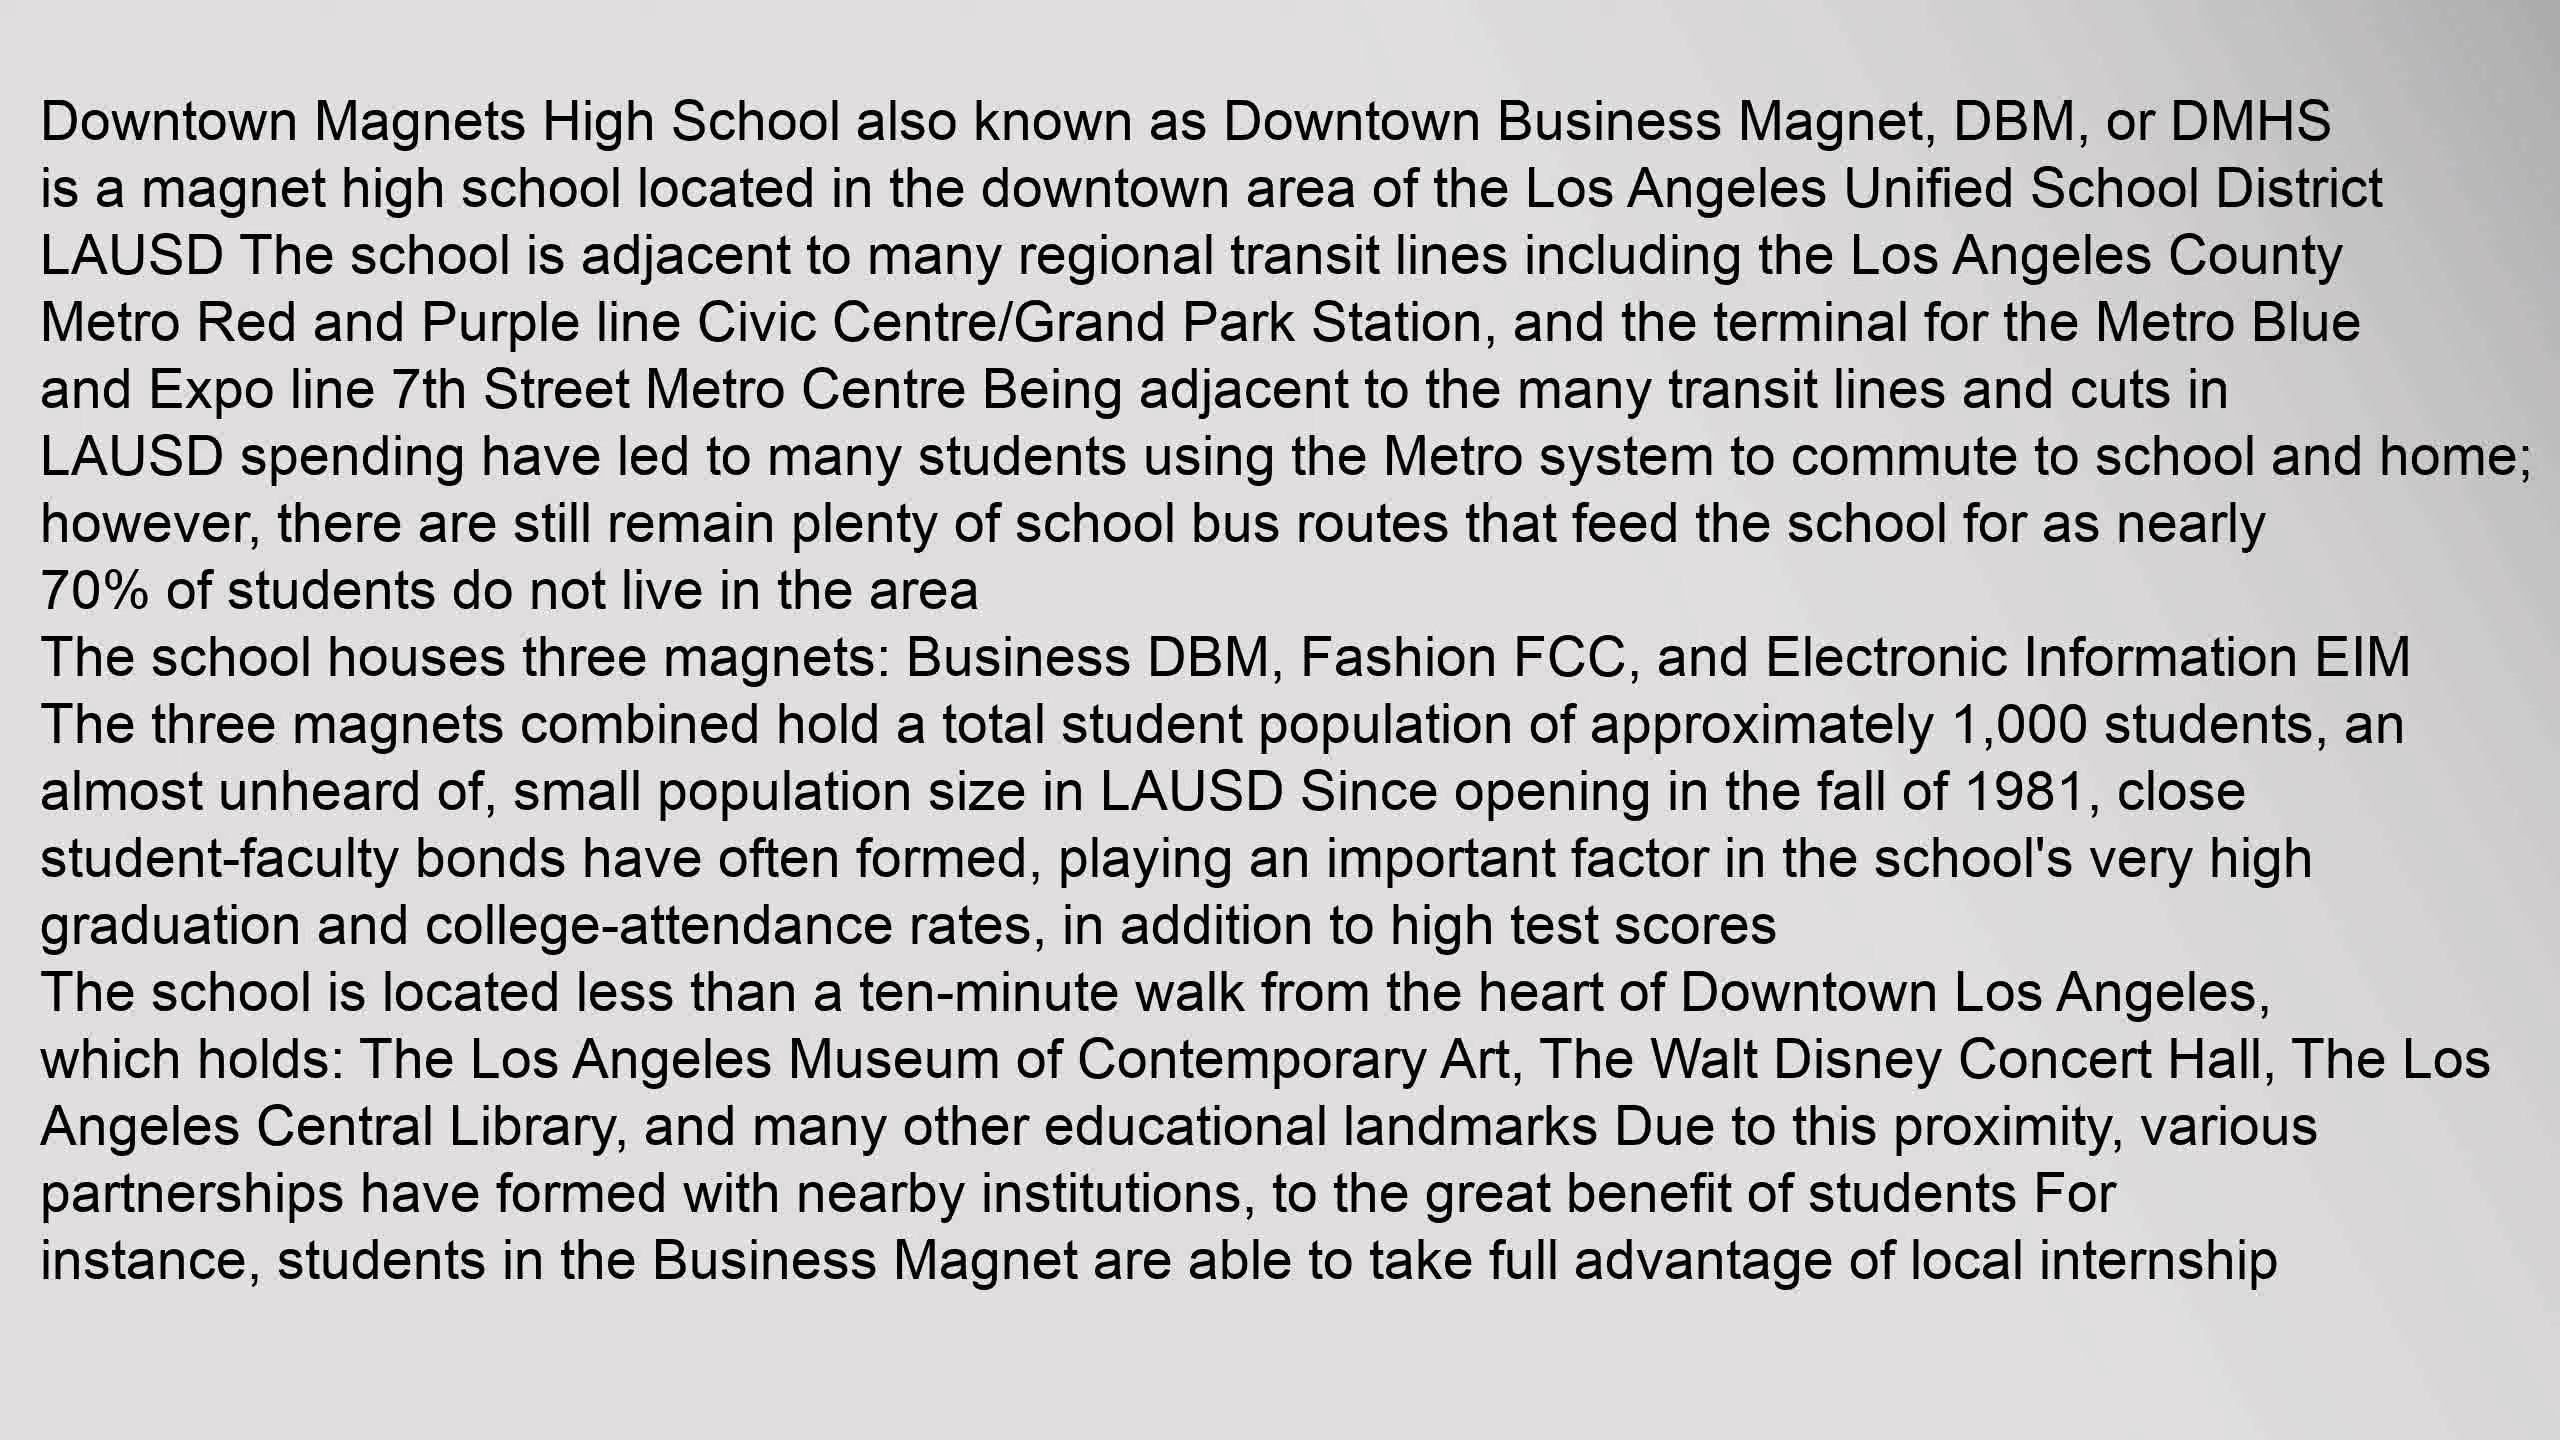 Downtown Magnets High School also known as Downtown Business Magnet, DBM, or DMHS
is a magnet high school located in the downtown area of the Los Angeles Unified School District
LAUSD The school is adjacent to many regional transit lines including the Los Angeles County
Metro Red and Purple line Civic Centre/Grand Park Station, and the terminal for the Metro Blue
and Expo line 7th Street Metro Centre Being adjacent to the many transit lines and cuts in
LAUSD spending have led to many students using the Metro system to commute to school and home;
however, there are still remain plenty of school bus routes that feed the school for as nearly
70% of students do not live in the area
The school houses three magnets: Business DBM, Fashion FCC, and Electronic Information EIM
The three magnets combined hold a total student population of approximately 1,000 students, an
almost unheard of, small population size in LAUSD Since opening in the fall of 1981, close
student-faculty bonds have often formed, playing an important factor in the school's very high
graduation and college-attendance rates, in addition to high test scores
The school is located less than a ten-minute walk from the heart of Downtown Los Angeles,
which holds: The Los Angeles Museum of Contemporary Art, The Walt Disney Concert Hall, The Los
Angeles Central Library, and many other educational landmarks Due to this proximity, various
partnerships have formed with nearby institutions, to the great benefit of students For
instance, students in the Business Magnet are able to take full advantage of local internship